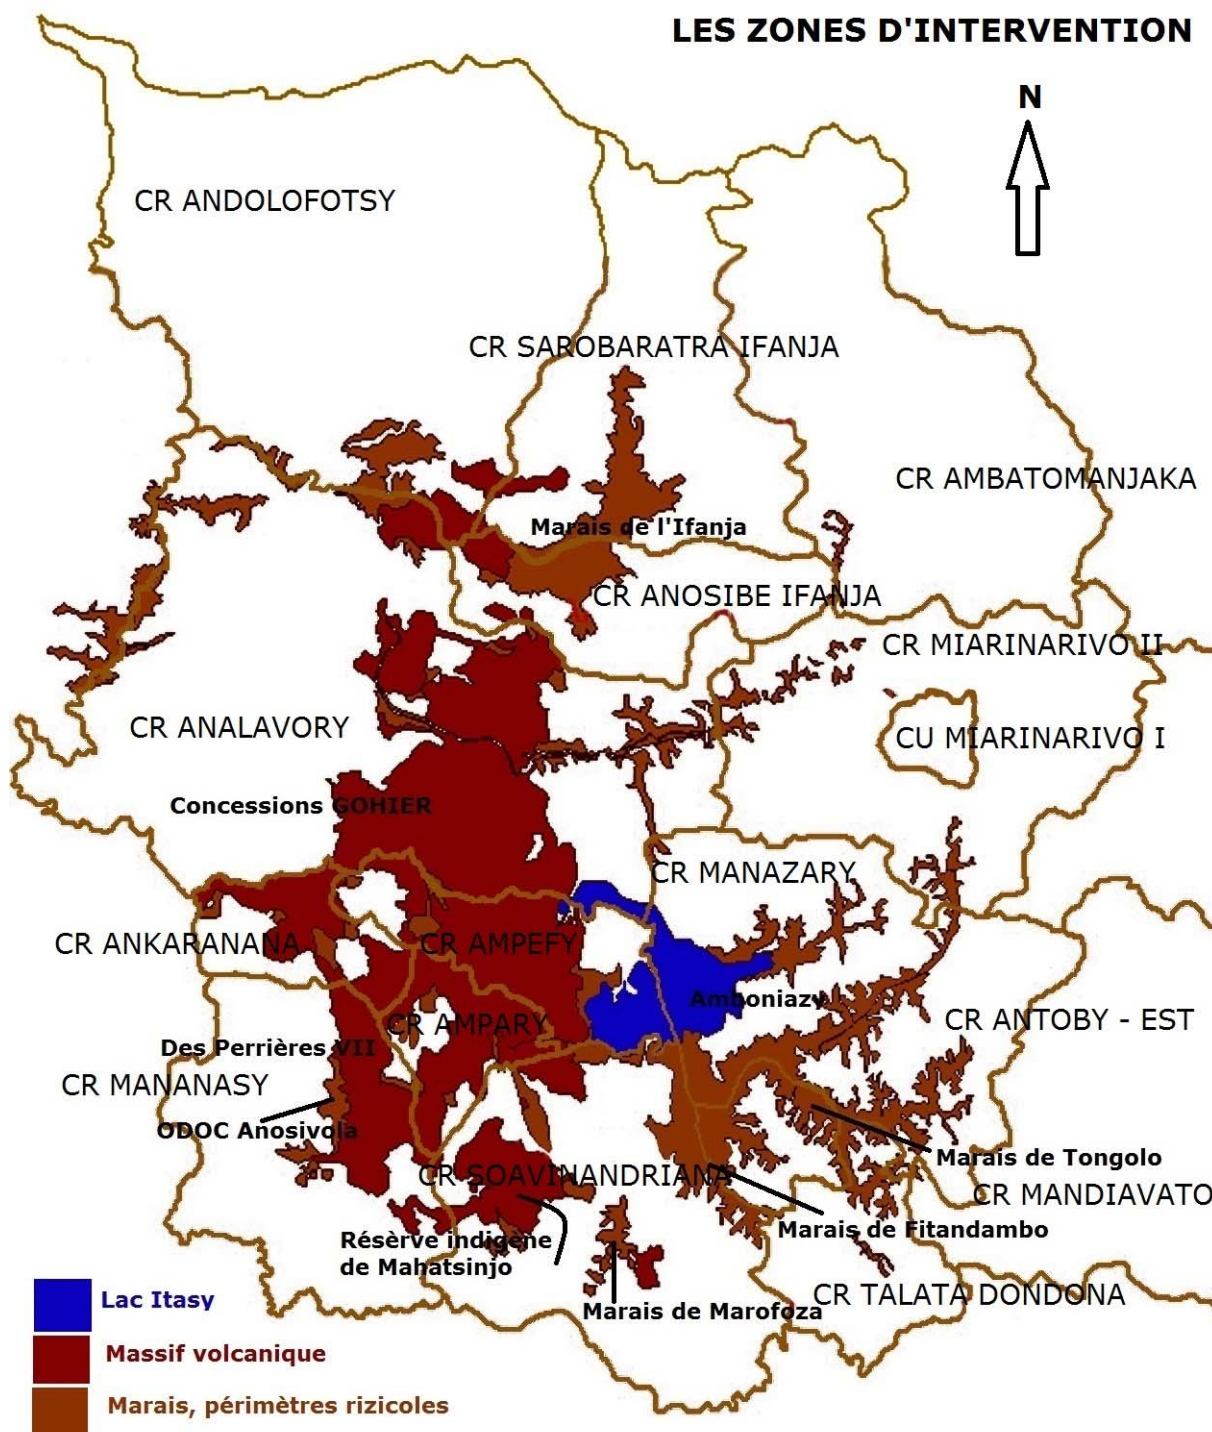 LES ZONES D'INTERVENTION
N
CR ANDOLOFOTSY
CR SAROBARATRA IFANJA
CR AMBATOMANJAKA
Marais de l'Ifanja
CR ANOSIBE IFANJA
CR MIARINARIVO II
CR ANALAVORY
CU MIARINARIVO I
Concessions GOHIER
CR MANAZARY
CR ANKARANANA
CR AMPEFY
Amboniazy
CR AMPARY
CR ANTOBY - EST
Des Perrières VII
CR MANANASY
ODOC Anosivola
Marais de Tongolo
CR SOAVINANDRIANA
CR MANDIAVATO
Marais de Fitandambo
Résèrve indigène
de Mahatsinjo
CR TALATA DONDONA
Marais de Marofoza
Lac Itasy
Massif volcanique
Marais, périmètres rizicoles